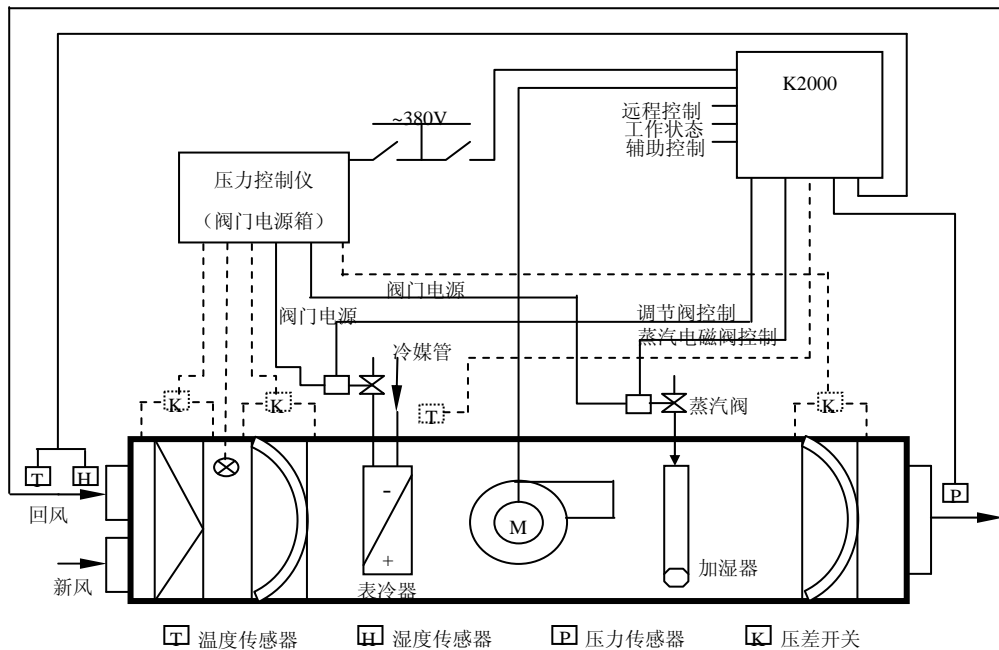 K2000
远程控制
~380V
工作状态
辅助控制
压力控制仪
（阀门电源箱）
阀门电源
阀门电源
调节阀控制
蒸汽电磁阀控制
冷媒管
K
K
T
蒸汽阀
K
T
H
P
回风
-
M
+
新风
表冷器
加湿器
T 温度传感器
H 湿度传感器
P 压力传感器
K 压差开关